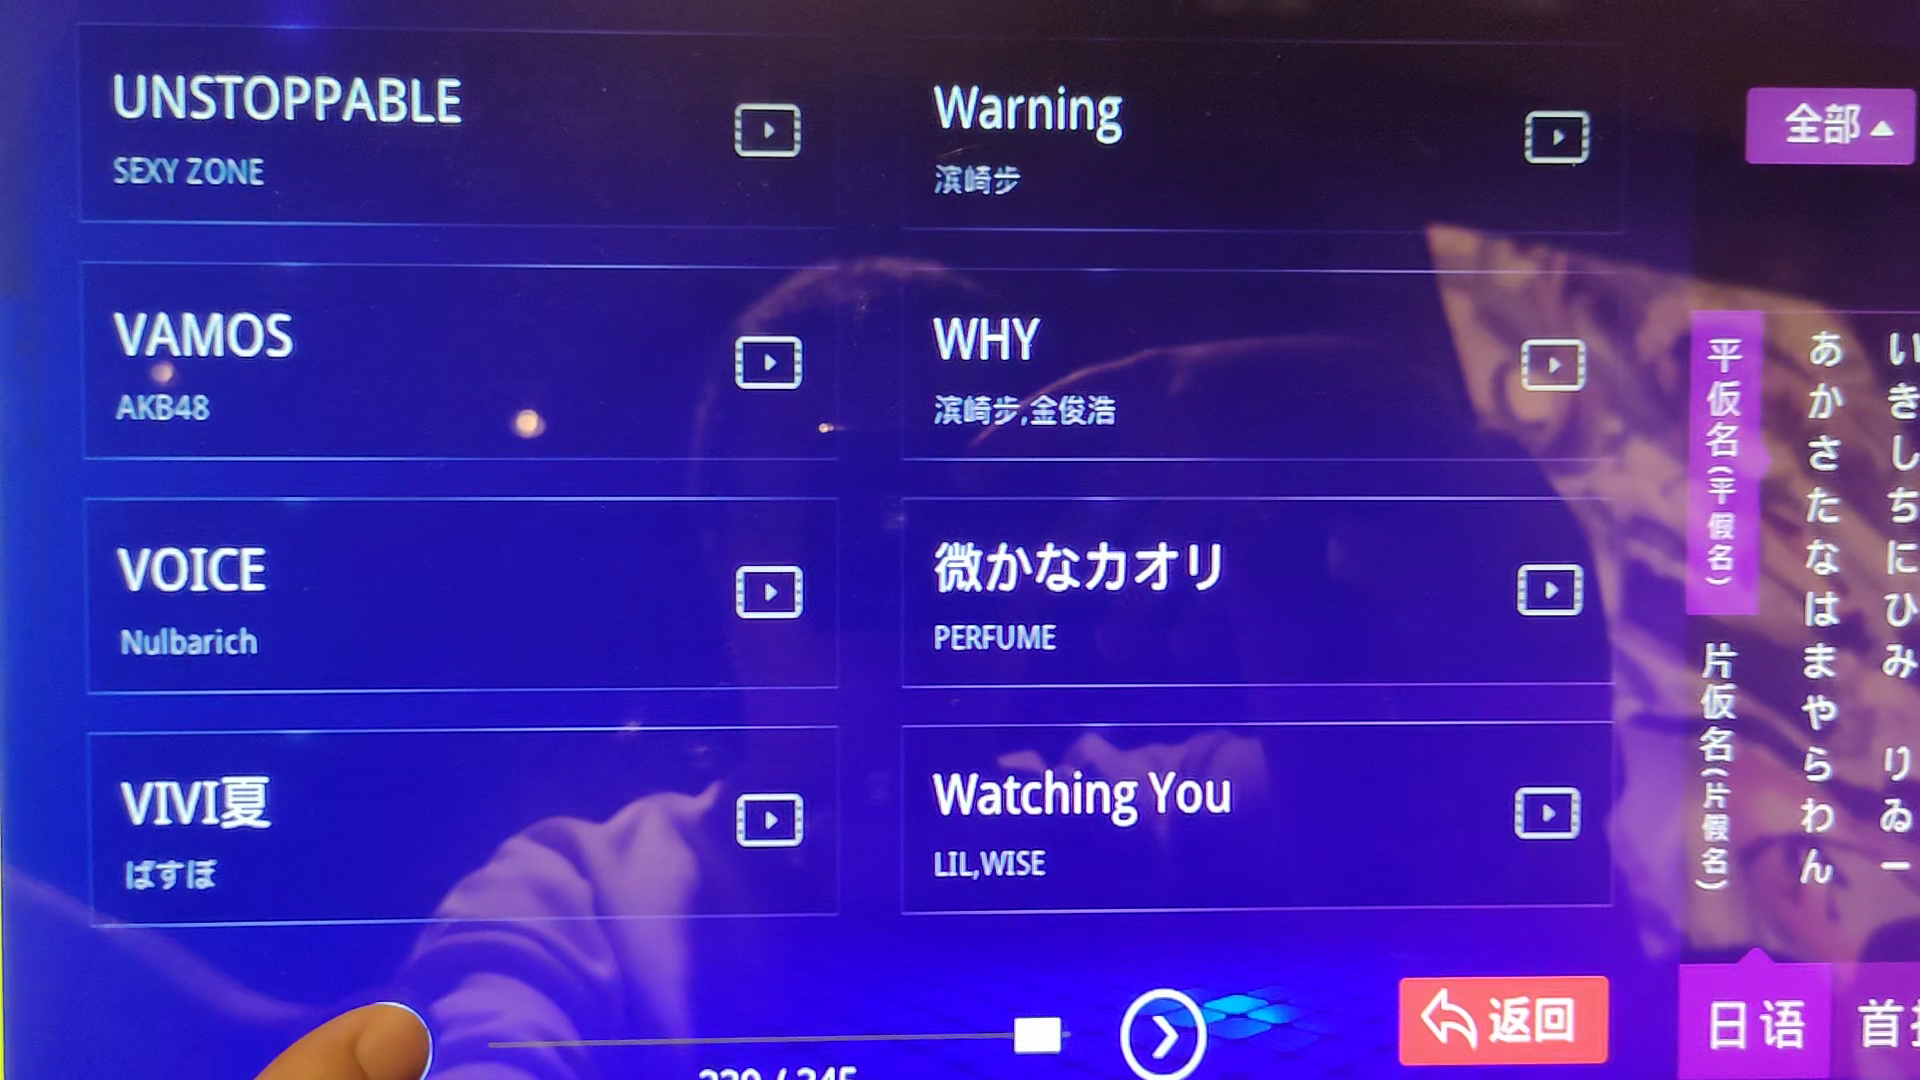 UNSTOPPABLE
SEXY ZONE
Warning
滨崎步
VAMOS
AKB48
WHY
滨崎步,金俊浩
VOICE
Nulbarich
微かなカオリ
PERFUME
VIVI夏
ばすぽ
Watching You
LIL,WISE
全部
平仮名(平假名)
片仮名(片假名)
あかさたなはまやらわん
いきしちにひみ りゐー
返回
日语
首